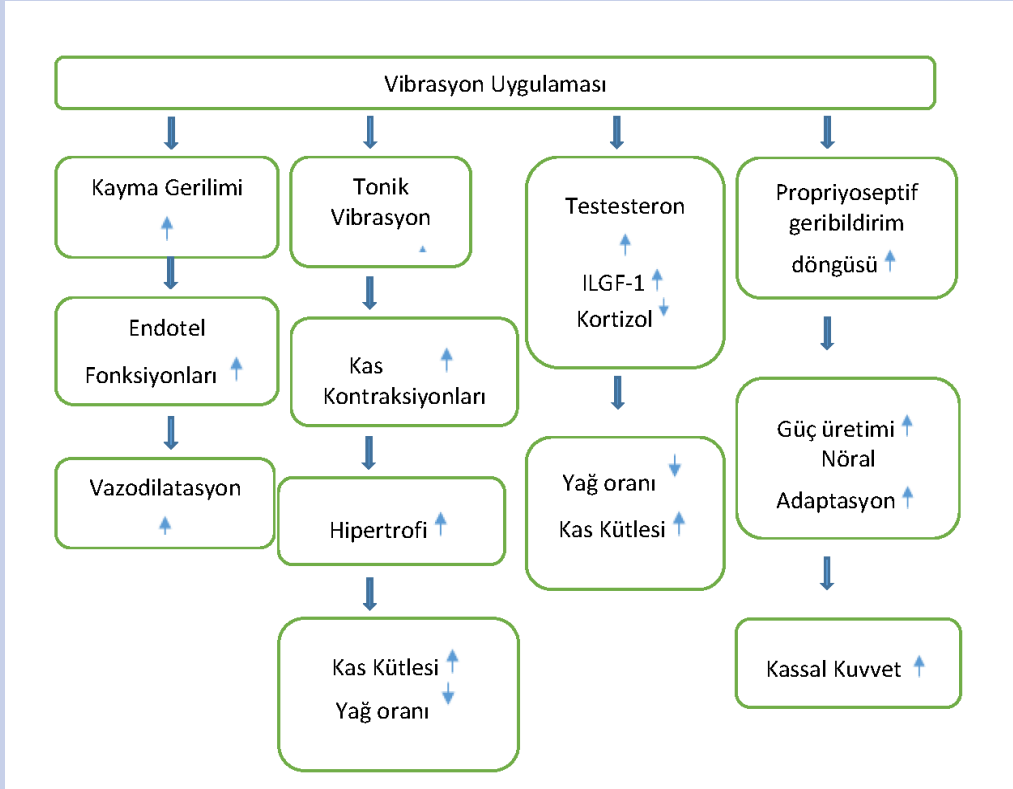 Vibrasyon Uygulaması
Kayma Gerilimi
Endotel
Fonksiyonları
Vazodilatasyon
Tonik
Vibrasyon
Kas
Kontraksiyonları
Hipertrofi
Kas Kütlesi
Yağ oranı
Testesteron
ILGF-1
Kortizol
Yağ oranı
Kas Kütlesi
Propriyoseptif
geribildirim
döngüsü
Güç üretimi
Nöral
Adaptasyon
Kassal Kuvvet